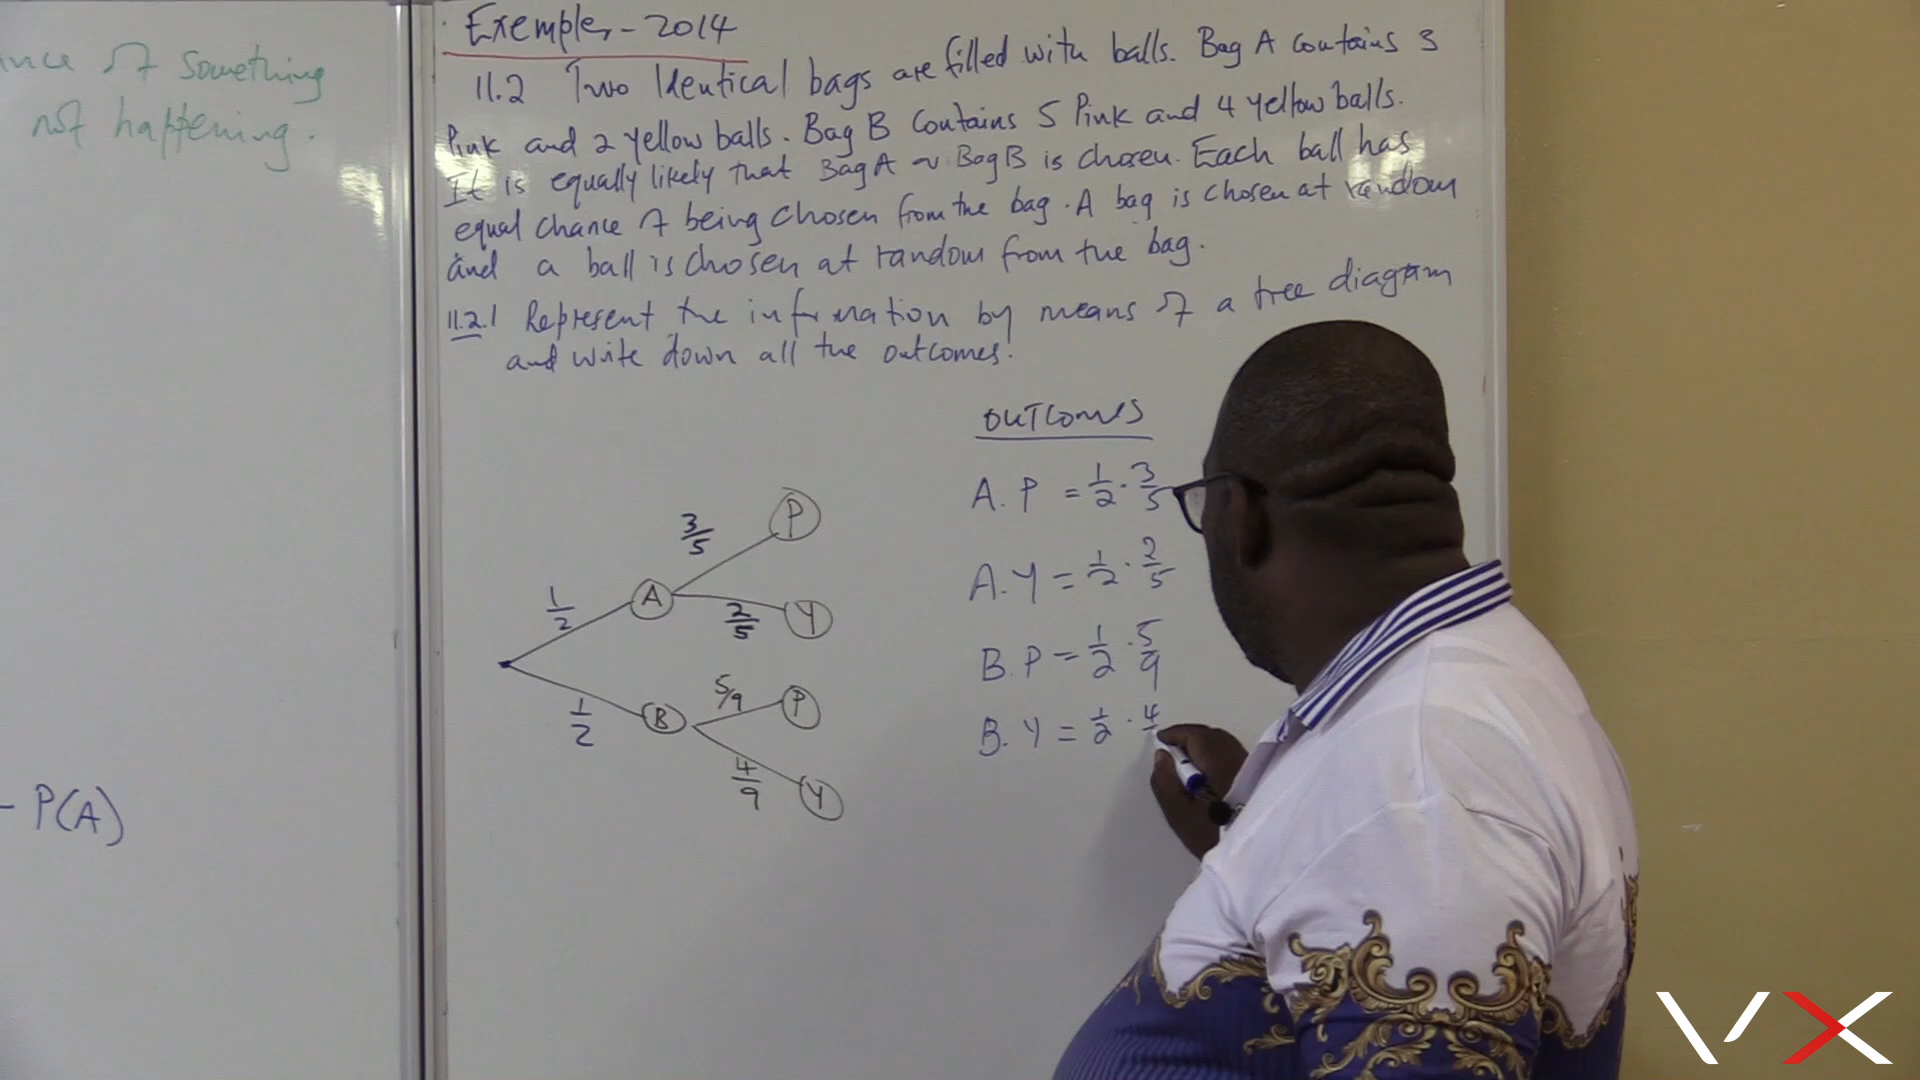 ance of something
not happening.
- P(A)
Exempler - 2014
11.2 Two Identical bags are filled with balls. Bag A contains 3
Pink and 2 yellow balls. Bag B contains 5 Pink and 4 yellow balls.
It is equally likely that Bag A or Bag B is chosen. Each ball has
equal chance of being chosen from the bag. A bag is chosen at random
and a ball is chosen at random from the bag.
11.2.1 Represent the information by means of a tree diagram
and write down all the outcomes.
OUTCOMES
A.P = 1/2 · 3/5
A.Y = 1/2 · 2/5
B.P = 1/2 · 5/9
B.Y = 1/2 · 4
3/5 P
1/2 A
2/5 Y
1/2 B
5/9 P
4/9 Y
VX